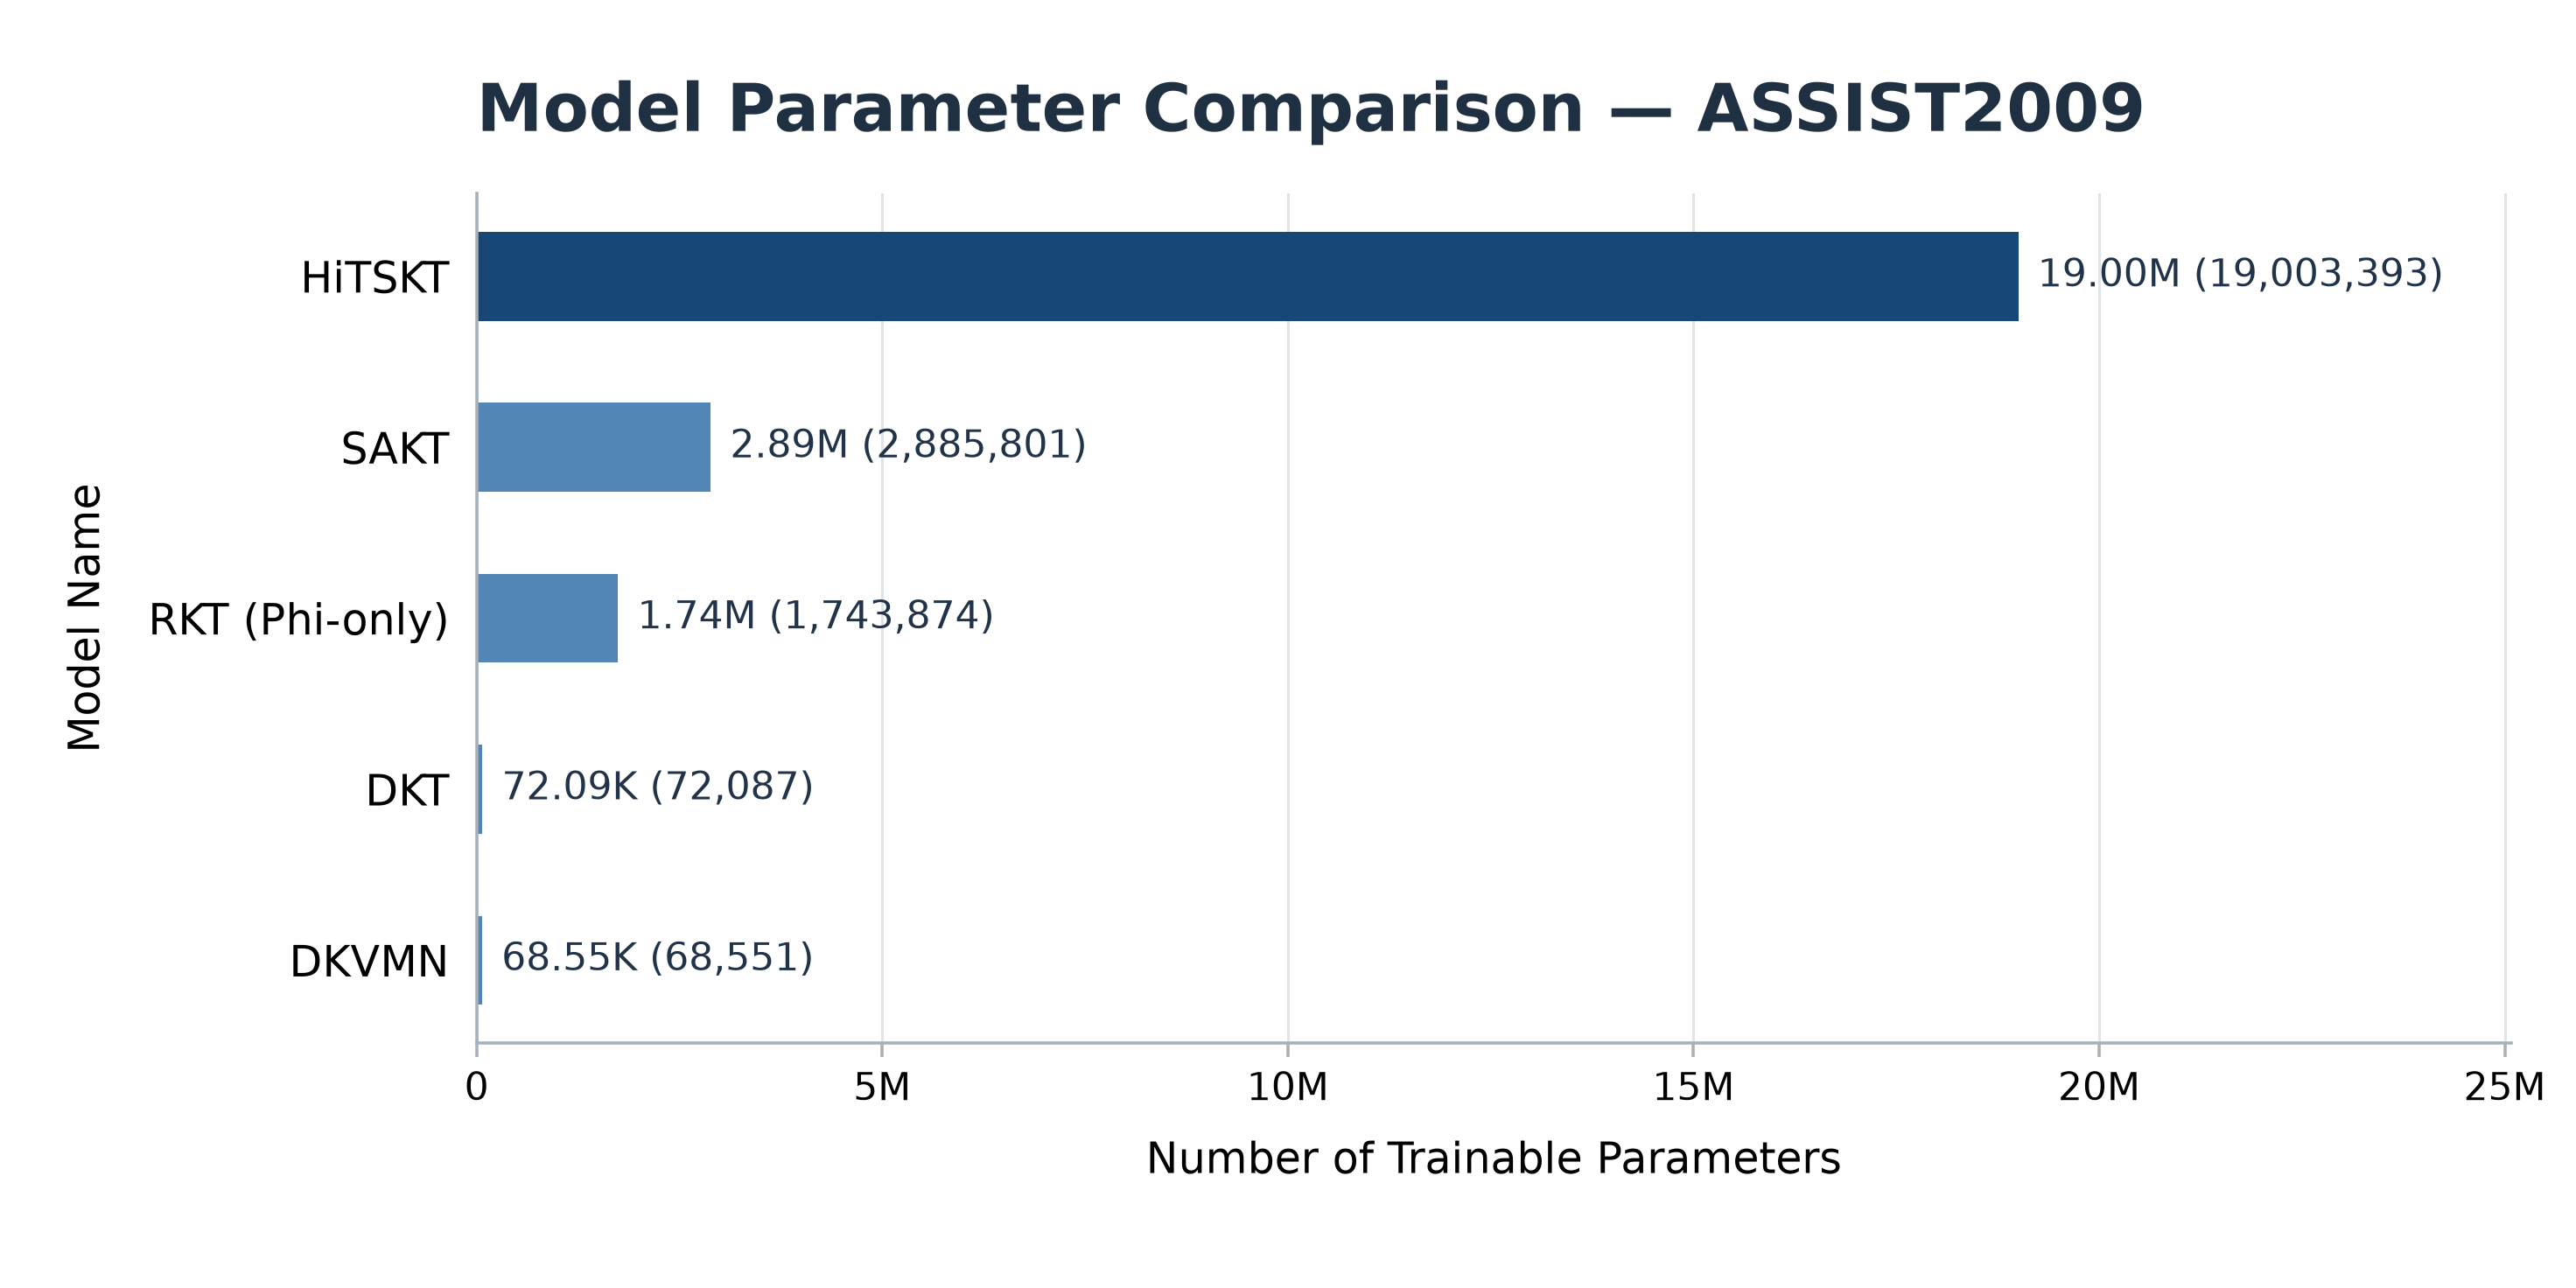 Model Parameter Comparison — ASSIST2009
HiTSKT
19.00M (19,003,393)
SAKT
2.89M (2,885,801)
Model Name
RKT (Phi-only)
1.74M (1,743,874)
DKT
72.09K (72,087)
DKVMN
68.55K (68,551)
0 5M 10M 15M 20M 25M
Number of Trainable Parameters